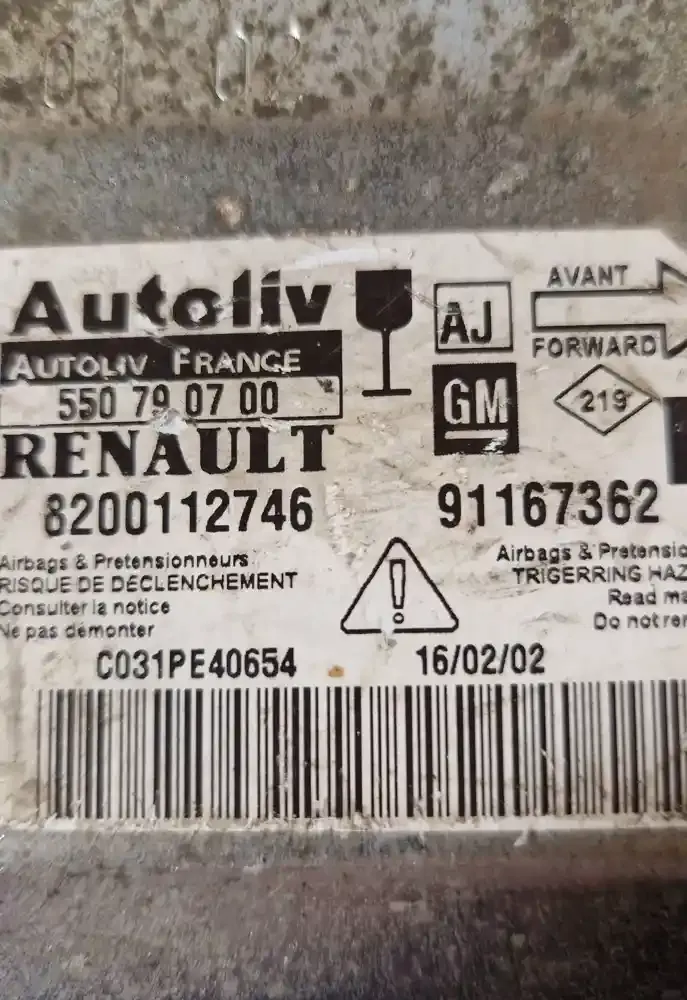 01 02
Autoliv
AUTOLIV FRANCE
550 79 07 00
RENAULT
8200112746
Airbags & Pretensionneurs
RISQUE DE DECLENCHEMENT
Consulter la notice
Ne pas démonter
AJ
GM
AVANT
FORWARD
219
91167362
Airbags & Pretensio
TRIGERRING HAZ
Read ma
Do not re
C031PE40654
16/02/02